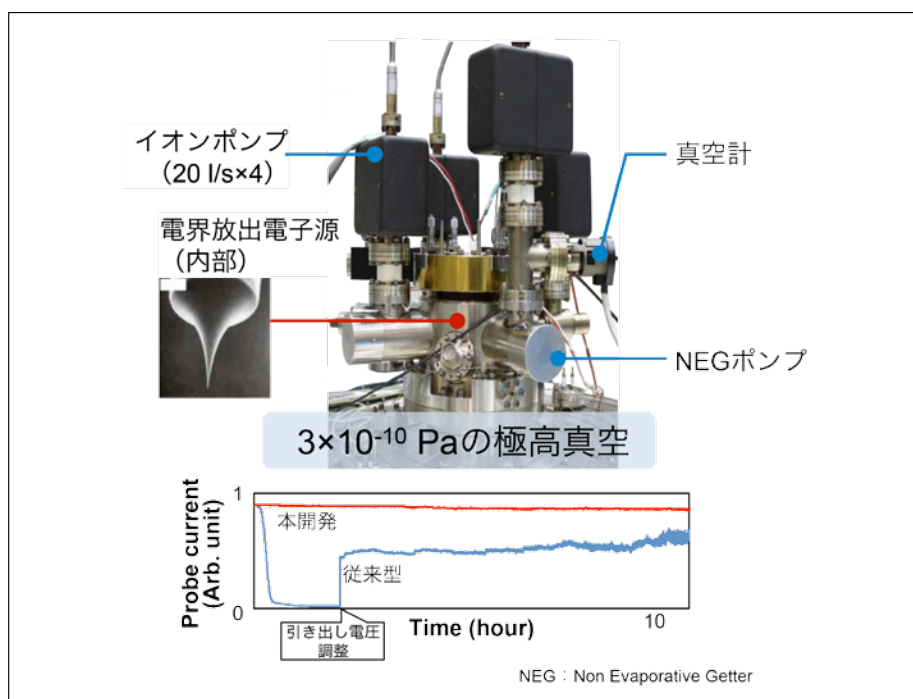 イオンポンプ
（20 l/s×4）
電界放出電子源
（内部）
真空計
NEGポンプ
3×10⁻¹⁰ Paの極高真空
Probe current
(Arb. unit)
1
0
本開発
従来型
引き出し電圧
調整
Time (hour)
10
NEG：Non Evaporative Getter